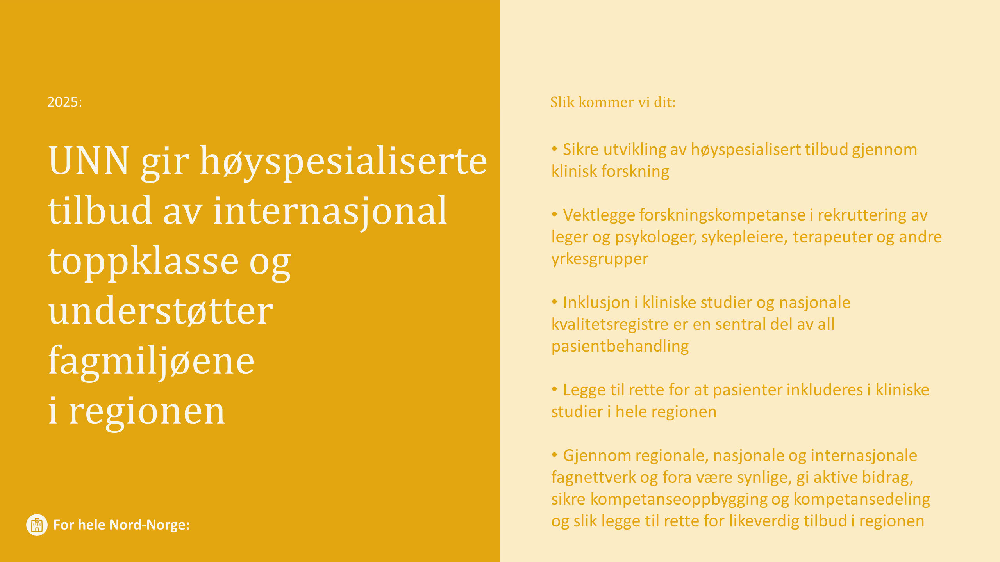 2025:
UNN gir høyspesialiserte
tilbud av internasjonal
toppklasse og
understøtter
fagmiljøene
i regionen
For hele Nord-Norge:
Slik kommer vi dit:
• Sikre utvikling av høyspesialisert tilbud gjennom
klinisk forskning
• Vektlegge forskningskompetanse i rekruttering av
leger og psykologer, sykepleiere, terapeuter og andre
yrkesgrupper
• Inklusjon i kliniske studier og nasjonale
kvalitetsregistre er en sentral del av all
pasientbehandling
• Legge til rette for at pasienter inkluderes i kliniske
studier i hele regionen
• Gjennom regionale, nasjonale og internasjonale
fagnettverk og fora være synlige, gi aktive bidrag,
sikre kompetanseoppbygging og kompetansedeling
og slik legge til rette for likeverdig tilbud i regionen